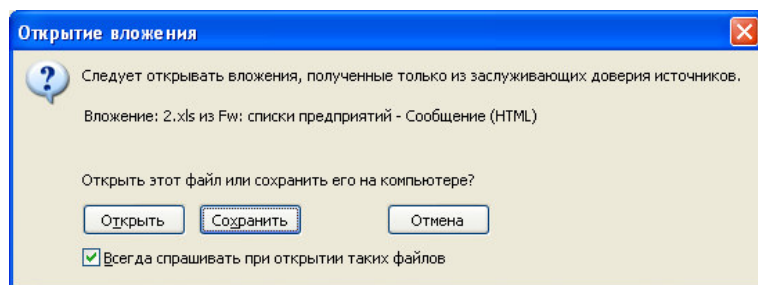 Открытие вложения
Следует открывать вложения, полученные только из заслуживающих доверия источников.
Вложение: 2.xls из Fw: списки предприятий - Сообщение (HTML)
Открыть этот файл или сохранить его на компьютере?
Открыть Сохранить Отмена
Всегда спрашивать при открытии таких файлов